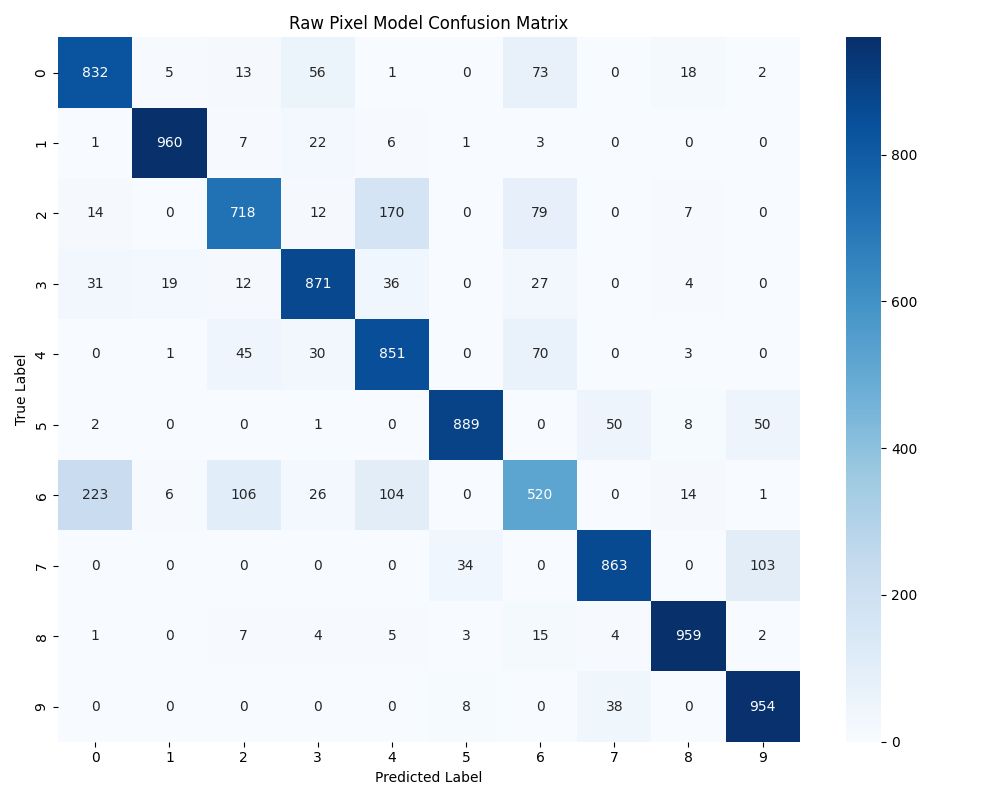 Raw Pixel Model Confusion Matrix
0 832 5 13 56 1 0 73 0 18 2
1 1 960 7 22 6 1 3 0 0 0
2 14 0 718 12 170 0 79 0 7 0
3 31 19 12 871 36 0 27 0 4 0
4 0 1 45 30 851 0 70 0 3 0
5 2 0 0 1 0 889 0 50 8 50
6 223 6 106 26 104 0 520 0 14 1
7 0 0 0 0 0 34 0 863 0 103
8 1 0 7 4 5 3 15 4 959 2
9 0 0 0 0 0 8 0 38 0 954
0 1 2 3 4 5 6 7 8 9
Predicted Label
True Label
800
600
400
200
0